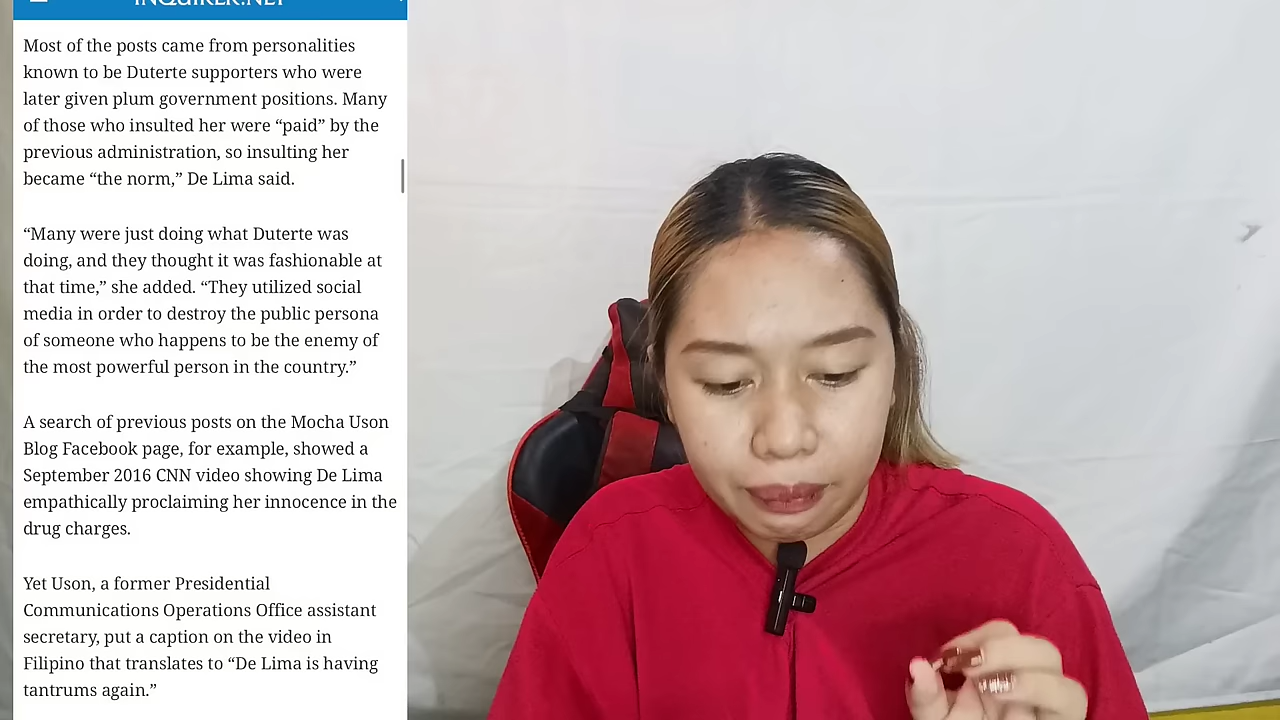 INQUIRER.NET
Most of the posts came from personalities
known to be Duterte supporters who were
later given plum government positions. Many
of those who insulted her were “paid” by the
previous administration, so insulting her
became “the norm,” De Lima said.
“Many were just doing what Duterte was
doing, and they thought it was fashionable at
that time,” she added. “They utilized social
media in order to destroy the public persona
of someone who happens to be the enemy of
the most powerful person in the country.”
A search of previous posts on the Mocha Uson
Blog Facebook page, for example, showed a
September 2016 CNN video showing De Lima
empathically proclaiming her innocence in the
drug charges.
Yet Uson, a former Presidential
Communications Operations Office assistant
secretary, put a caption on the video in
Filipino that translates to “De Lima is having
tantrums again.”